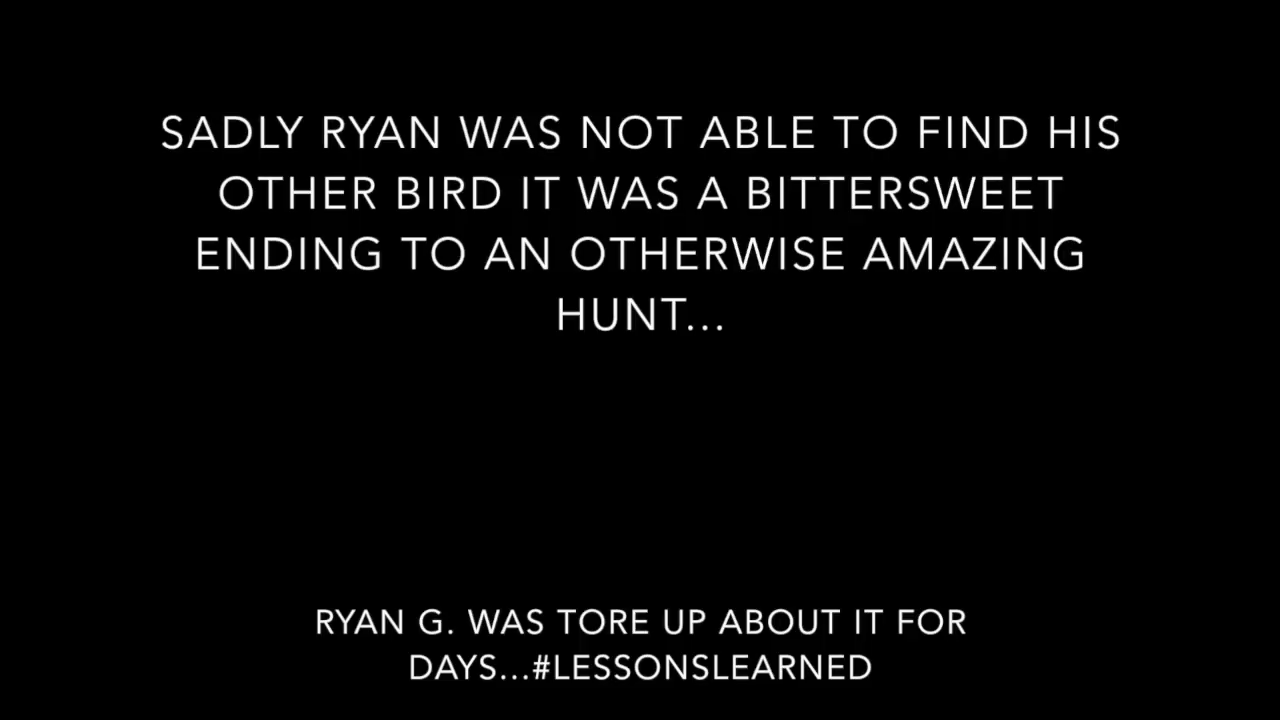 SADLY RYAN WAS NOT ABLE TO FIND HIS
OTHER BIRD IT WAS A BITTERSWEET
ENDING TO AN OTHERWISE AMAZING
HUNT...
RYAN G. WAS TORE UP ABOUT IT FOR
DAYS...#LESSONSLEARNED